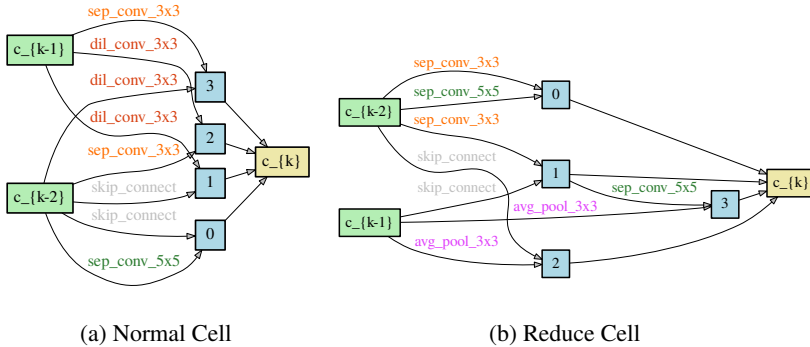 sep_conv_3x3
c_{k-1}
dil_conv_3x3
dil_conv_3x3
3
dil_conv_3x3
2
sep_conv_3x3
c_{k}
skip_connect
1
c_{k-2}
skip_connect
0
sep_conv_5x5
(a) Normal Cell
sep_conv_3x3
sep_conv_5x5
0
c_{k-2}
sep_conv_3x3
skip_connect
1
c_{k}
skip_connect
sep_conv_5x5
avg_pool_3x3
3
c_{k-1}
avg_pool_3x3
2
(b) Reduce Cell